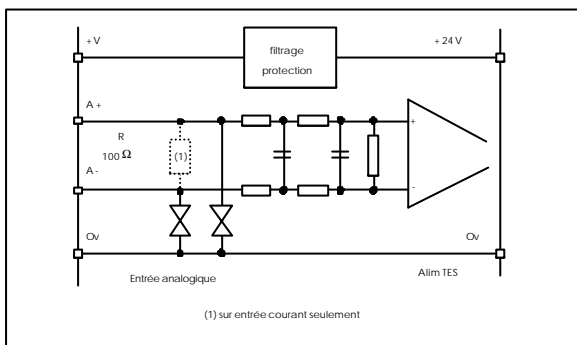 +V
filtrage
protection
+ 24 V
A +
R
100 Ω
(1)
A -
+
-
Ov
Ov
Entrée analogique
Alim TES
(1) sur entrée courant seulement